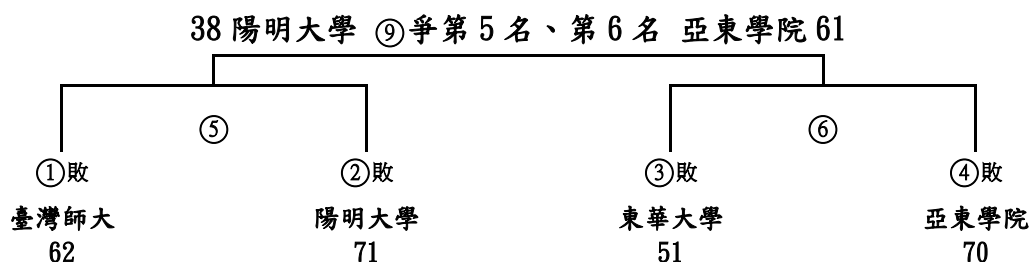 38 陽明大學 ⑨爭第 5 名、第 6 名 亞東學院 61
⑤ ⑥
①敗 ②敗 ③敗 ④敗
臺灣師大 陽明大學 東華大學 亞東學院
62 71 51 70